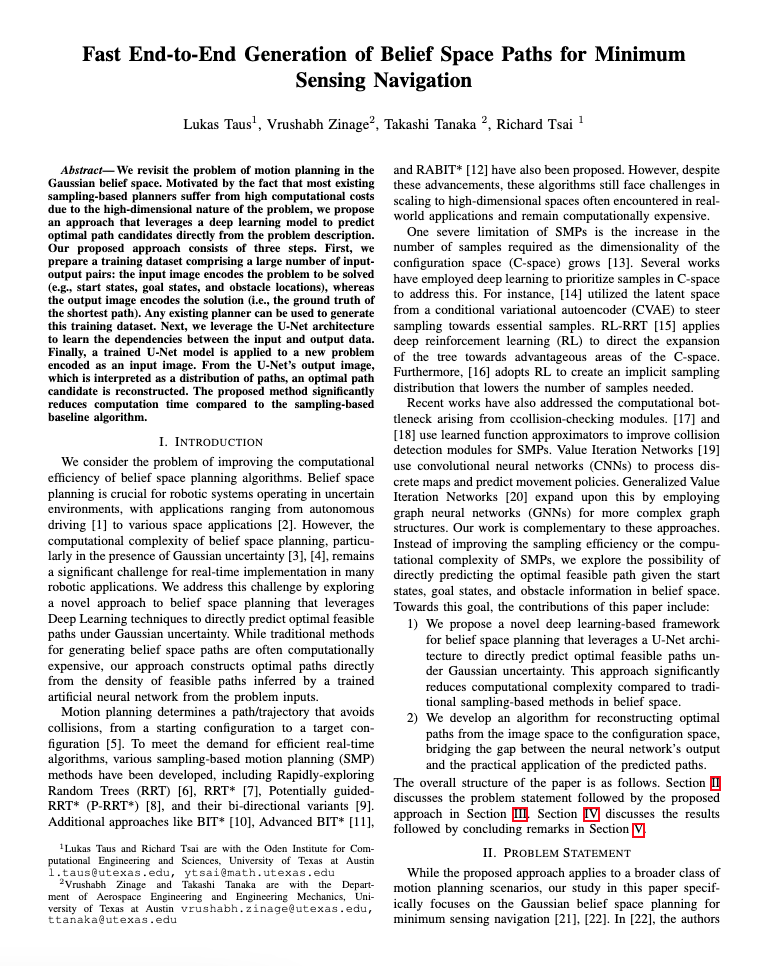 Fast End-to-End Generation of Belief Space Paths for Minimum
Sensing Navigation
Lukas Taus1, Vrushabh Zinage2, Takashi Tanaka 2, Richard Tsai 1
Abstract—We revisit the problem of motion planning in the
Gaussian belief space. Motivated by the fact that most existing
sampling-based planners suffer from high computational costs
due to the high-dimensional nature of the problem, we propose
an approach that leverages a deep learning model to predict
optimal path candidates directly from the problem description.
Our proposed approach consists of three steps. First, we
prepare a training dataset comprising a large number of input-
output pairs: the input image encodes the problem to be solved
(e.g., start states, goal states, and obstacle locations), whereas
the output image encodes the solution (i.e., the ground truth of
the shortest path). Any existing planner can be used to generate
this training dataset. Next, we leverage the U-Net architecture
to learn the dependencies between the input and output data.
Finally, a trained U-Net model is applied to a new problem
encoded as an input image. From the U-Net's output image,
which is interpreted as a distribution of paths, an optimal path
candidate is reconstructed. The proposed method significantly
reduces computation time compared to the sampling-based
baseline algorithm.
I. INTRODUCTION
We consider the problem of improving the computational
efficiency of belief space planning algorithms. Belief space
planning is crucial for robotic systems operating in uncertain
environments, with applications ranging from autonomous
driving [1] to various space applications [2]. However, the
computational complexity of belief space planning, particu-
larly in the presence of Gaussian uncertainty [3], [4], remains
a significant challenge for real-time implementation in many
robotic applications. We address this challenge by exploring
a novel approach to belief space planning that leverages
Deep Learning techniques to directly predict optimal feasible
paths under Gaussian uncertainty. While traditional methods
for generating belief space paths are often computationally
expensive, our approach constructs optimal paths directly
from the density of feasible paths inferred by a trained
artificial neural network from the problem inputs.
Motion planning determines a path/trajectory that avoids
collisions, from a starting configuration to a target con-
figuration [5]. To meet the demand for efficient real-time
algorithms, various sampling-based motion planning (SMP)
methods have been developed, including Rapidly-exploring
Random Trees (RRT) [6], RRT* [7], Potentially guided-
RRT* (P-RRT*) [8], and their bi-directional variants [9].
Additional approaches like BIT* [10], Advanced BIT* [11],
1Lukas Taus and Richard Tsai are with the Oden Institute for Com-
putational Engineering and Sciences, University of Texas at Austin
l.taus@utexas.edu, ytsai@math.utexas.edu
2Vrushabh Zinage and Takashi Tanaka are with the Depart-
ment of Aerospace Engineering and Engineering Mechanics, Uni-
versity of Texas at Austin vrushabh.zinage@utexas.edu,
ttanaka@utexas.edu
and RABIT* [12] have also been proposed. However, despite
these advancements, these algorithms still face challenges in
scaling to high-dimensional spaces often encountered in real-
world applications and remain computationally expensive.
One severe limitation of SMPs is the increase in the
number of samples required as the dimensionality of the
configuration space (C-space) grows [13]. Several works
have employed deep learning to prioritize samples in C-space
to address this. For instance, [14] utilized the latent space
from a conditional variational autoencoder (CVAE) to steer
sampling towards essential samples. RL-RRT [15] applies
deep reinforcement learning (RL) to direct the expansion
of the tree towards advantageous areas of the C-space.
Furthermore, [16] adopts RL to create an implicit sampling
distribution that lowers the number of samples needed.
Recent works have also addressed the computational bot-
tleneck arising from ccollision-checking modules. [17] and
[18] use learned function approximators to improve collision
detection modules for SMPs. Value Iteration Networks [19]
use convolutional neural networks (CNNs) to process dis-
crete maps and predict movement policies. Generalized Value
Iteration Networks [20] expand upon this by employing
graph neural networks (GNNs) for more complex graph
structures. Our work is complementary to these approaches.
Instead of improving the sampling efficiency or the compu-
tational complexity of SMPs, we explore the possibility of
directly predicting the optimal feasible path given the start
states, goal states, and obstacle information in belief space.
Towards this goal, the contributions of this paper include:
1) We propose a novel deep learning-based framework
for belief space planning that leverages a U-Net archi-
tecture to directly predict optimal feasible paths un-
der Gaussian uncertainty. This approach significantly
reduces computational complexity compared to tradi-
tional sampling-based methods in belief space.
2) We develop an algorithm for reconstructing optimal
paths from the image space to the configuration space,
bridging the gap between the neural network's output
and the practical application of the predicted paths.
The overall structure of the paper is as follows. Section II
discusses the problem statement followed by the proposed
approach in Section III. Section IV discusses the results
followed by concluding remarks in Section V.
II. PROBLEM STATEMENT
While the proposed approach applies to a broader class of
motion planning scenarios, our study in this paper specif-
ically focuses on the Gaussian belief space planning for
minimum sensing navigation [21], [22]. In [22], the authors